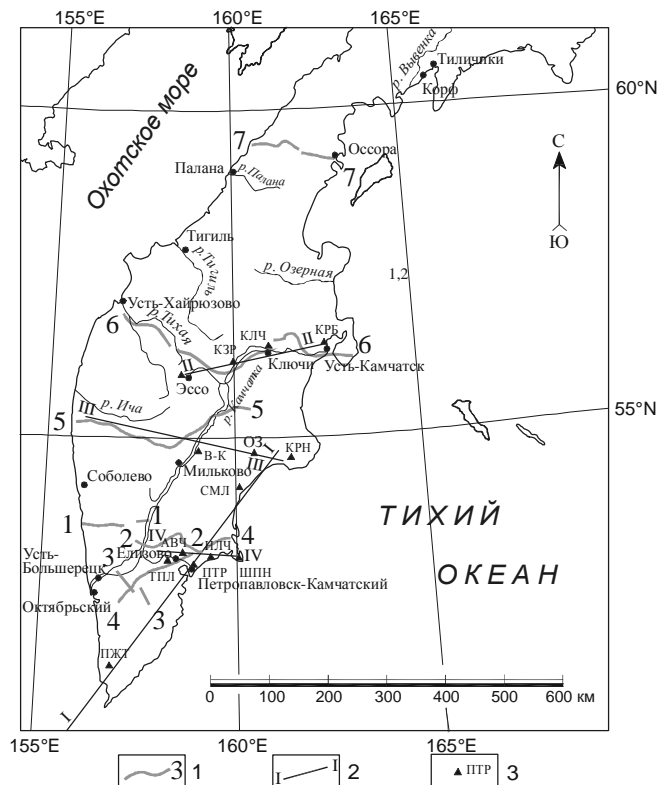 155°E
160°E
165°E
р. Вывенка
Тиличики
Корф
60°N
Охотское море
7
Оссора
7
С
Ю
Палана
р.Палана
Тигиль
р.Тигиль
р. Озерная
1,2
Усть-Хайрюзово
р.Тихая
6
КЛЧ
КРБ
КЗР
II
6
II
Ключи
Усть-Камчатск
Эссо
р.Камчатка
55°N
5
III
р. Ича
5
ОЗ.
I
III
КРН
В-К
Мильково
Соболево
СМЛ
ТИХИЙ
ОКЕАН
1
1
2
IV
АВЧ
2
НЛЧ
4
IV
Усть-
Большерецк
3
Елизово
ТПЛ
ПТР
ШПН
Петропавловск-Камчатский
Октябрьский
4
3
ПЖТ
I
0 100 200 300 400 500 600 км
155°E
160°E
165°E
3 1
I I 2
ПТР 3